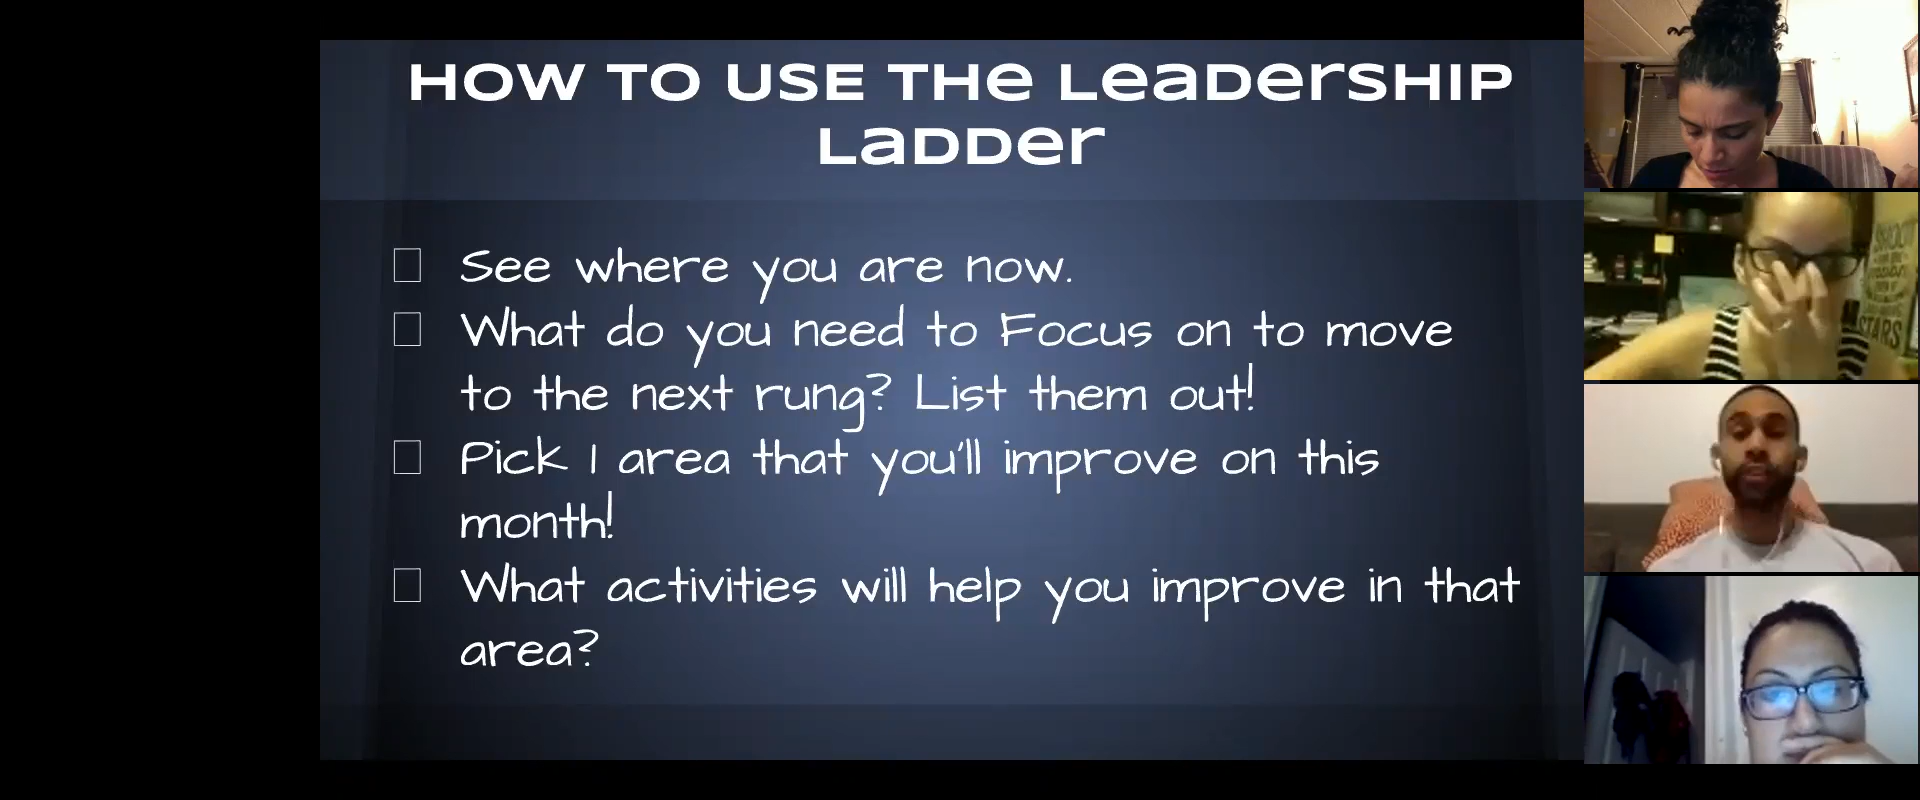 HOW TO USE THe LeaDersHIP
LaDDer
See where you are now.
What do you need to Focus on to move
to the next rung? List them out!
Pick 1 area that you'll improve on this
month!
What activities will help you improve in that
area?
SHOOT
STARS